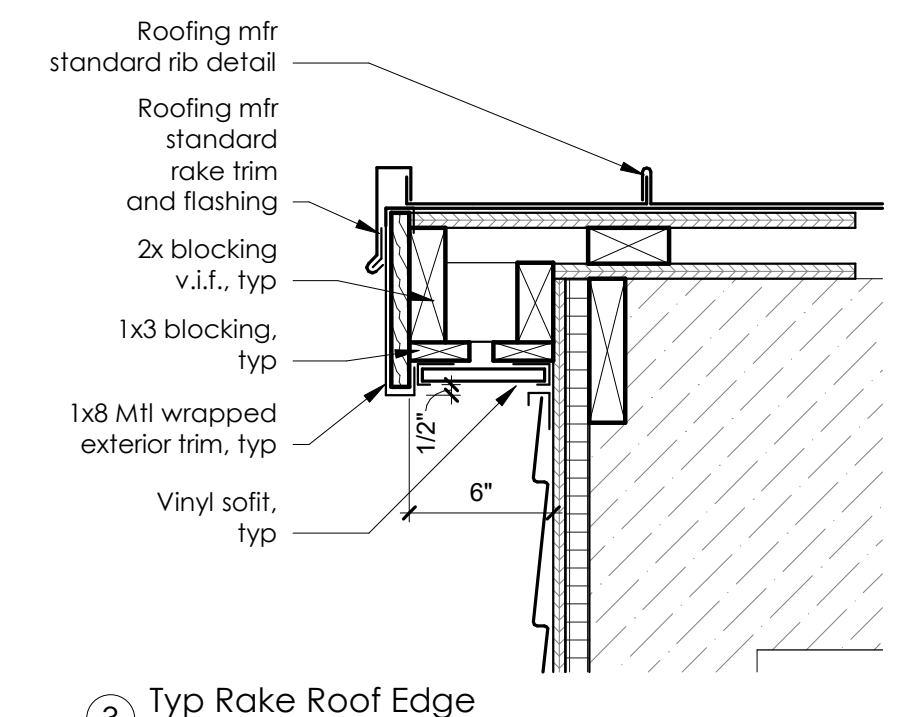 Roofing mfr
standard rib detail
Roofing mfr
standard
rake trim
and flashing
2x blocking
v.i.f., typ
1x3 blocking,
typ
1x8 Mtl wrapped
exterior trim, typ
Vinyl sofit,
typ
1/2"
6"
3 Typ Rake Roof Edge